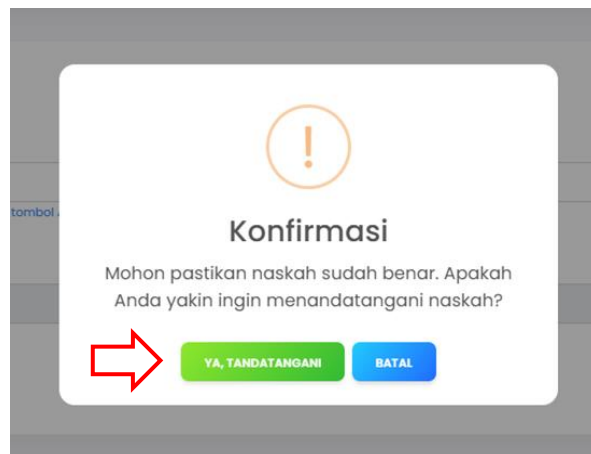 tombol
!
Konfirmasi
Mohon pastikan naskah sudah benar. Apakah
Anda yakin ingin menandatangani naskah?
YA, TANDATANGANI
BATAL